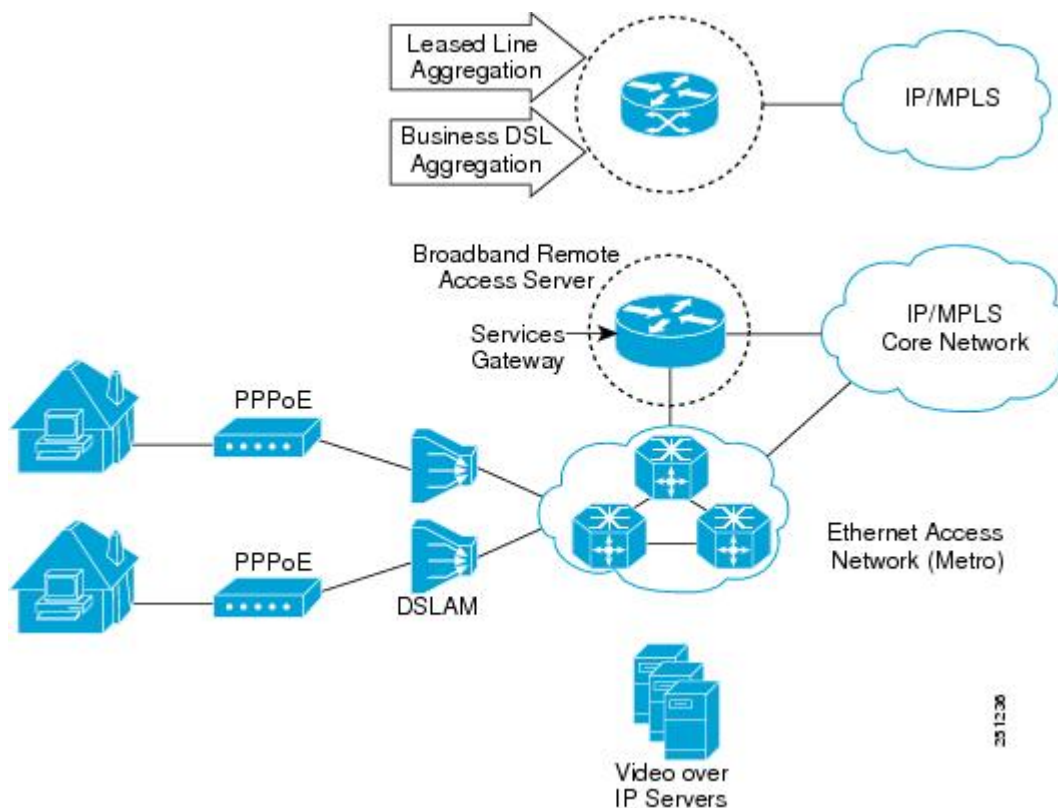 Leased Line
Aggregation
Business DSL
Aggregation
IP/MPLS
Broadband Remote
Access Server
Services
Gateway
IP/MPLS
Core Network
PPPoE
PPPoE
DSLAM
Ethernet Access
Network (Metro)
Video over
IP Servers
251236